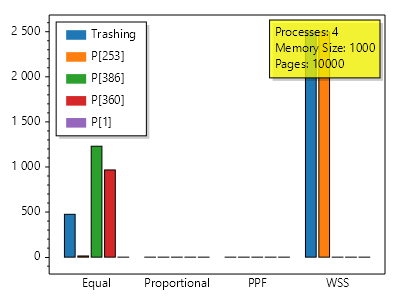 2 500
2 000
1 500
1 000
500
0
Trashing
P[253]
P[386]
P[360]
P[1]
Processes: 4
Memory Size: 1000
Pages: 10000
Equal
Proportional
PPF
WSS